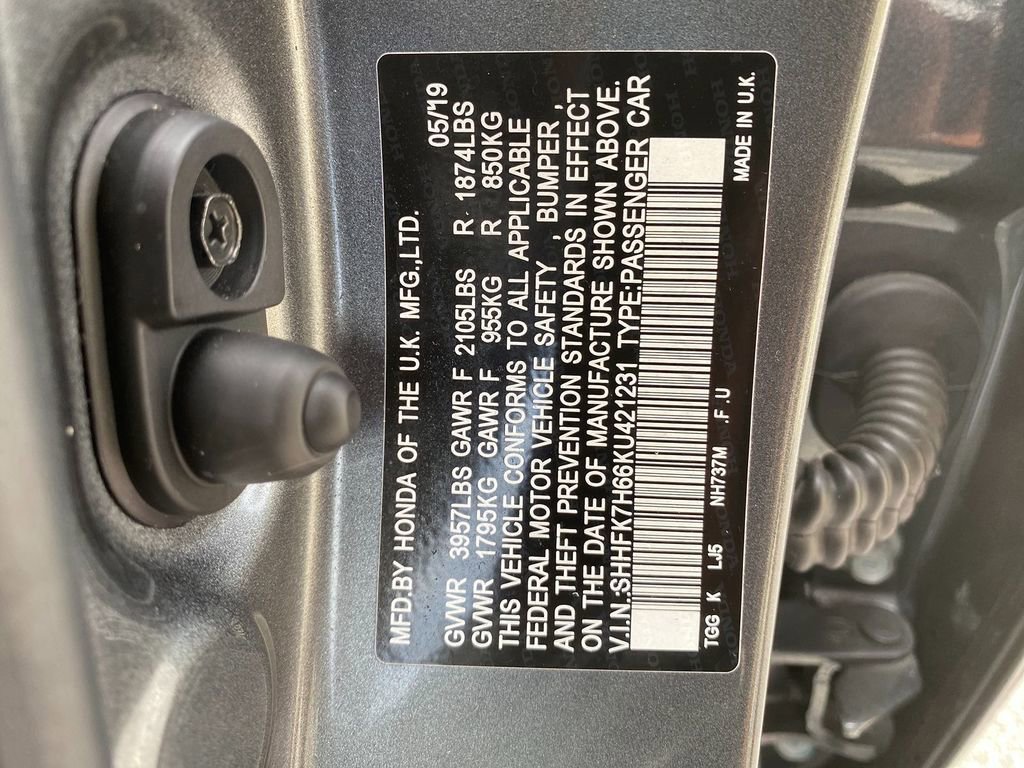 MFD.BY HONDA OF THE U.K. MFG.,LTD. 05/19
GVWR 3957LBS GAWR F 2105LBS R 1874LBS
GVWR 1795KG GAWR F 955KG R 850KG
THIS VEHICLE CONFORMS TO ALL APPLICABLE
FEDERAL MOTOR VEHICLE SAFETY, BUMPER,
AND ,THEFT PREVENTION STANDARDS IN EFFECT
ON THE DATE OF MANUFACTURE SHOWN ABOVE.
V.I.N.:SHHFK7H66KU421231 TYPE:PASSENGER CAR
TGG K LJ5 NH737M .F .U MADE IN U.K.